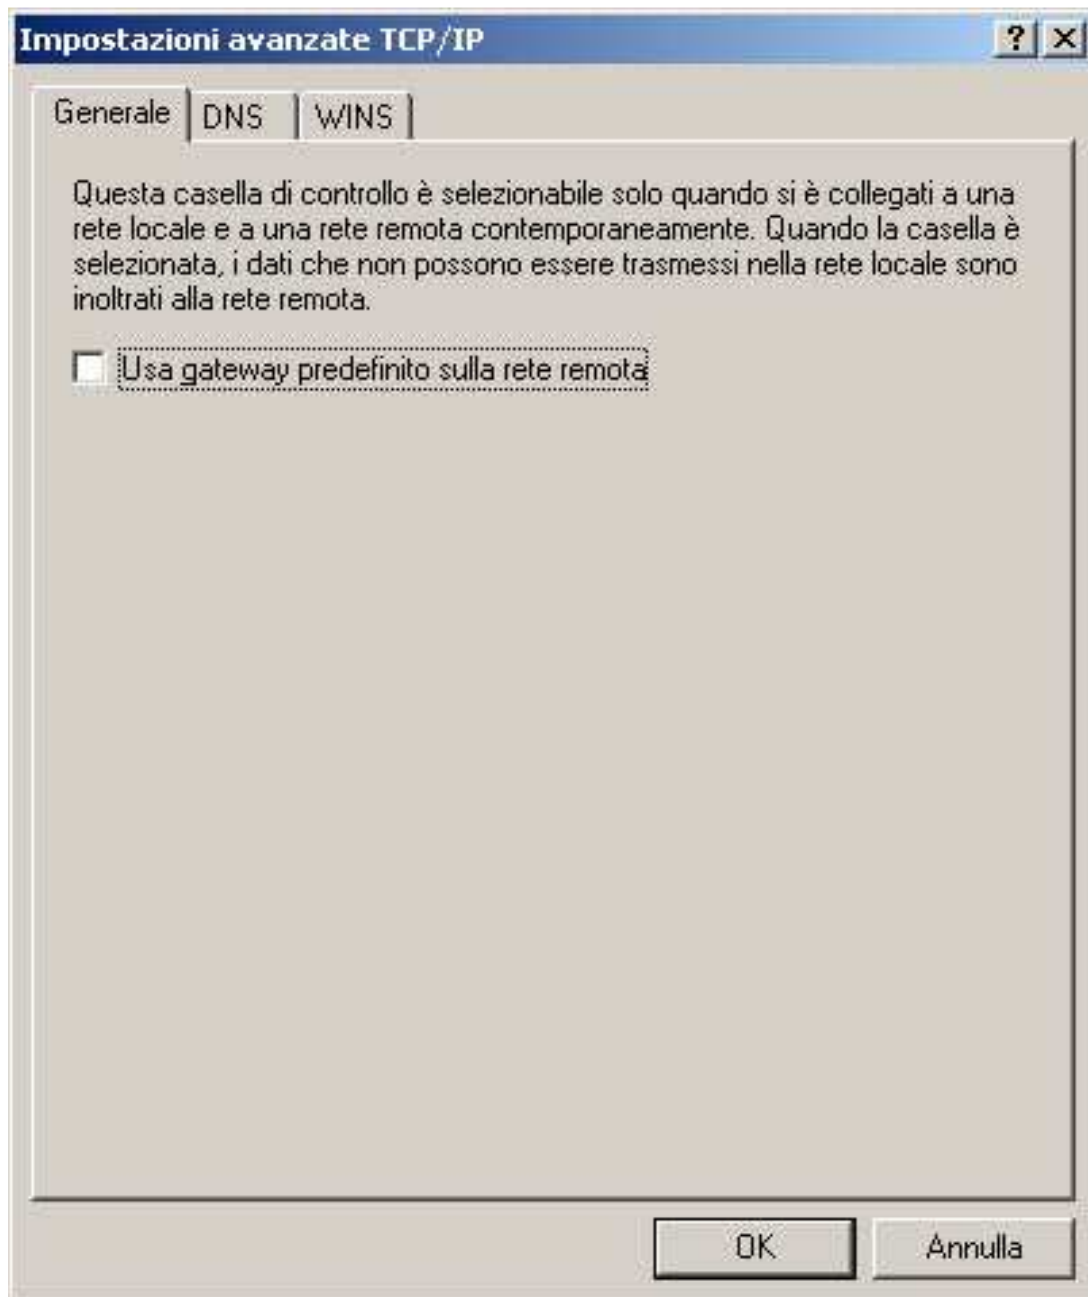 Impostazioni avanzate TCP/IP
Generale DNS WINS
Questa casella di controllo è selezionabile solo quando si è collegati a una
rete locale e a una rete remota contemporaneamente. Quando la casella è
selezionata, i dati che non possono essere trasmessi nella rete locale sono
inoltrati alla rete remota.
Usa gateway predefinito sulla rete remota
OK Annulla